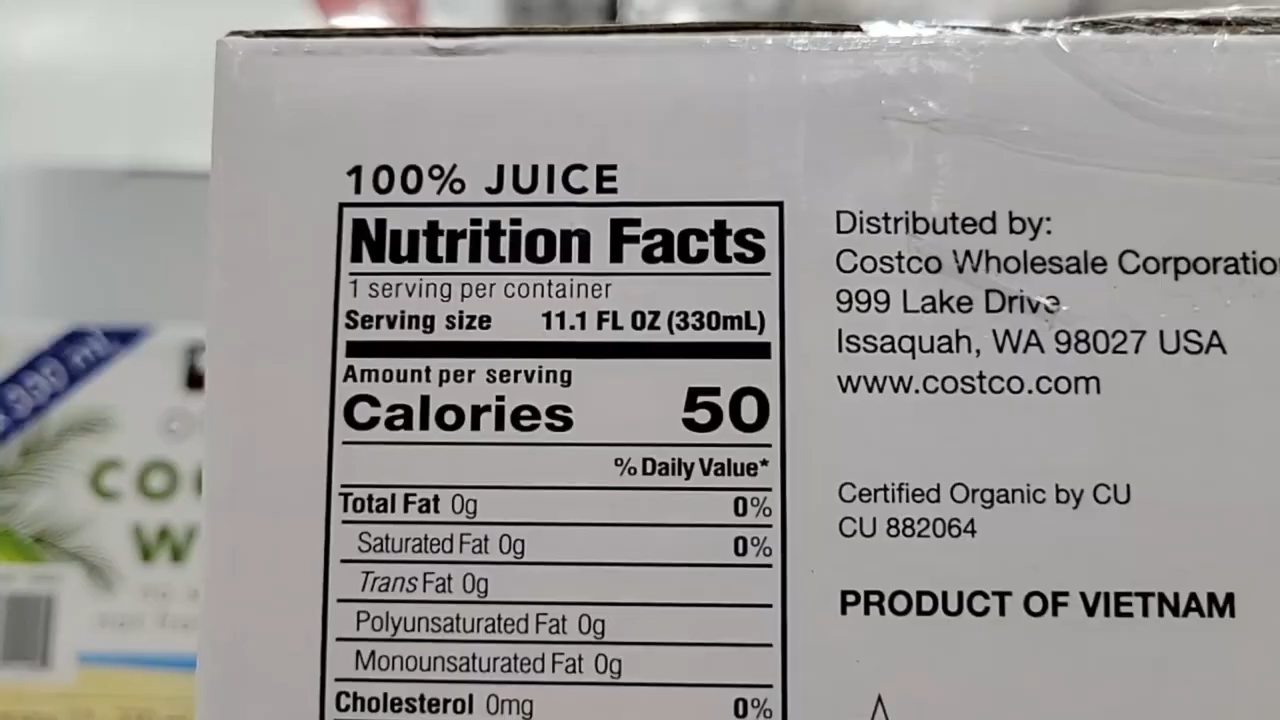 100% JUICE
Nutrition Facts
1 serving per container
Serving size 11.1 FL OZ (330mL)
Amount per serving
Calories 50
% Daily Value*
Total Fat 0g 0%
Saturated Fat 0g 0%
Trans Fat 0g
Polyunsaturated Fat 0g
Monounsaturated Fat 0g
Cholesterol 0mg 0%
Distributed by:
Costco Wholesale Corporatio
999 Lake Drive
Issaquah, WA 98027 USA
www.costco.com
Certified Organic by CU
CU 882064
PRODUCT OF VIETNAM
330 ml
CO
W